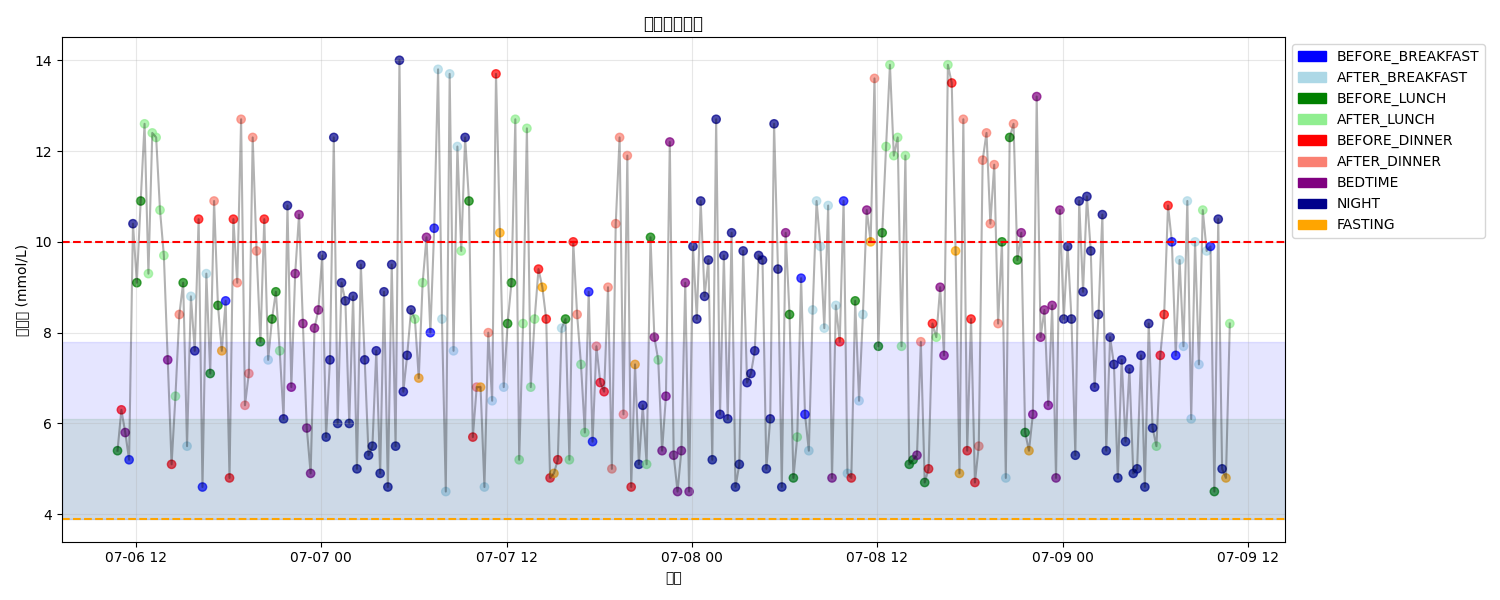 14
12
10
8
6
4
(mmol/L)
07-06 12
07-07 00
07-07 12
07-08 00
07-08 12
07-09 00
07-09 12
BEFORE_BREAKFAST
AFTER_BREAKFAST
BEFORE_LUNCH
AFTER_LUNCH
BEFORE_DINNER
AFTER_DINNER
BEDTIME
NIGHT
FASTING